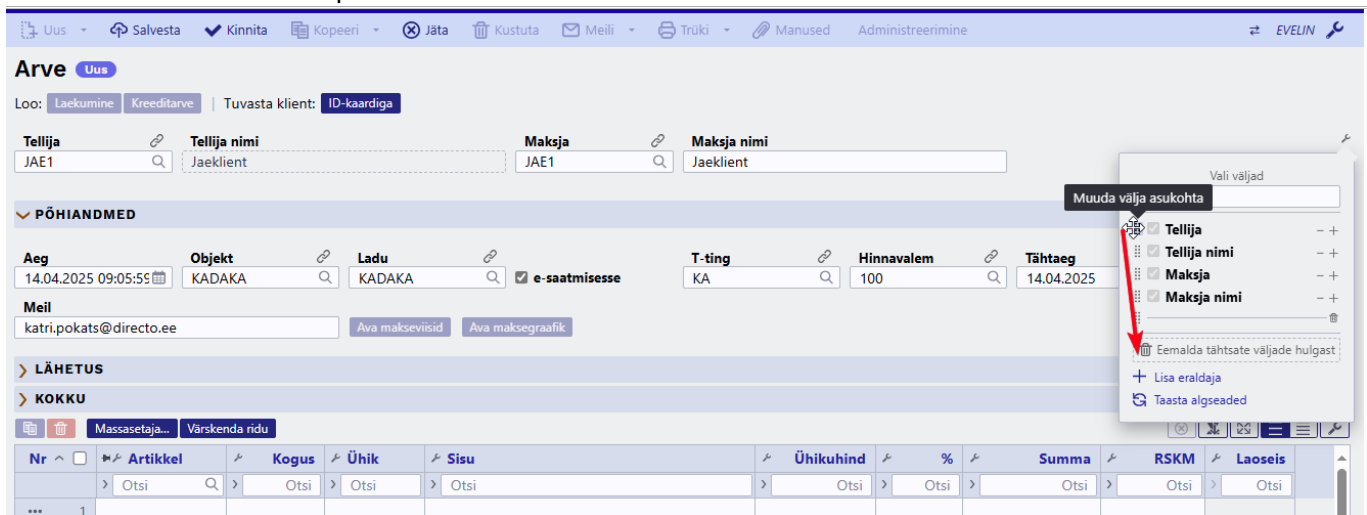 Uus Salvesta Kinnita Kopeeri Jäta Kustuta Meili Trüki Manused Administreerimine EVELIN
Arve Uus
Loo: Laekumine Kreeditarve | Tuvasta klient: ID-kaardiga
Tellija Tellija nimi Maksja Maksja nimi
JAE1 Jaeklient JAE1 Jaeklient
Vali väljad
Muuda välja asukohta
PÕHIANDMED
Tellija
Tellija nimi
Maksja
Maksja nimi
Aeg Objekt Ladu T-ting Hinnavalem Tähtaeg
14.04.2025 09:05:59 KADAKA KADAKA e-saatmisesse KA 100 14.04.2025
Meil
katri.pokats@directo.ee Ava makseviisid Ava maksegraafik
Eemalda tähtsate väljade hulgast
LÄHETUS
Lisa eraldaja
KOKKU
Taasta algseaded
Massasetaja... Värskenda ridu
Nr Artikkel Kogus Ühik Sisu Ühikuhind % Summa RSKM Laoseis
Otsi Otsi Otsi Otsi Otsi Otsi Otsi Otsi Otsi
1